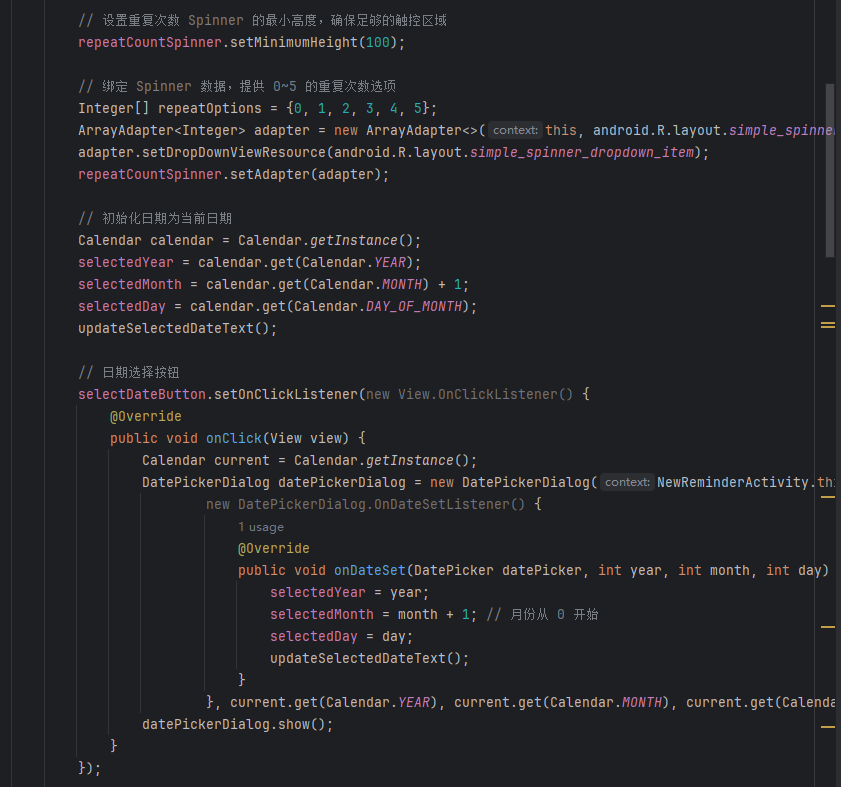 // 设置重复次数 Spinner 的最小高度，确保足够的触控区域
repeatCountSpinner.setMinimumHeight(100);
// 绑定 Spinner 数据，提供 0~5 的重复次数选项
Integer[] repeatOptions = {0, 1, 2, 3, 4, 5};
ArrayAdapter<Integer> adapter = new ArrayAdapter<>( context: this, android.R.layout.simple_spinne
adapter.setDropDownViewResource(android.R.layout.simple_spinner_dropdown_item);
repeatCountSpinner.setAdapter(adapter);
// 初始化日期为当前日期
Calendar calendar = Calendar.getInstance();
selectedYear = calendar.get(Calendar.YEAR);
selectedMonth = calendar.get(Calendar.MONTH) + 1;
selectedDay = calendar.get(Calendar.DAY_OF_MONTH);
updateSelectedDateText();
// 日期选择按钮
selectDateButton.setOnClickListener(new View.OnClickListener() {
@Override
public void onClick(View view) {
Calendar current = Calendar.getInstance();
DatePickerDialog datePickerDialog = new DatePickerDialog( context: NewReminderActivity.th
new DatePickerDialog.OnDateSetListener() {
1 usage
@Override
public void onDateSet(DatePicker datePicker, int year, int month, int day)
selectedYear = year;
selectedMonth = month + 1; // 月份从 0 开始
selectedDay = day;
updateSelectedDateText();
}
}, current.get(Calendar.YEAR), current.get(Calendar.MONTH), current.get(Calenda
datePickerDialog.show();
}
});